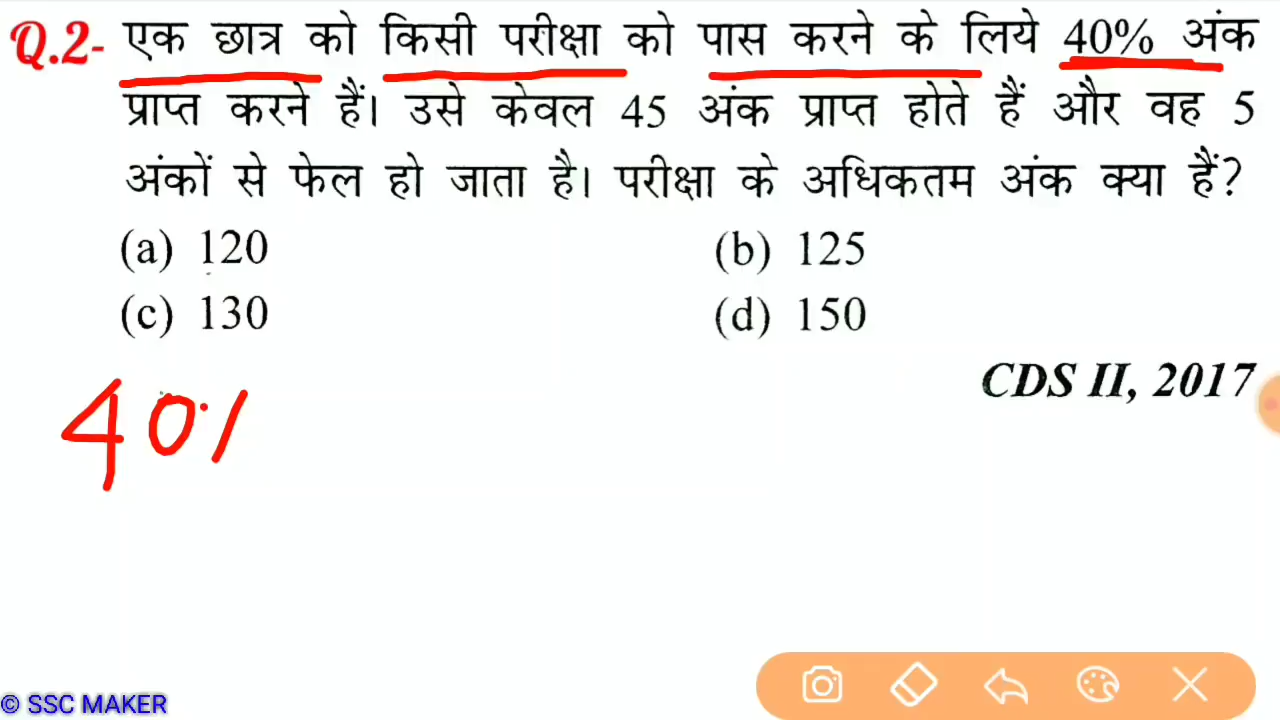 Q.2- एक छात्र को किसी परीक्षा को पास करने के लिये 40% अंक
प्राप्त करने हैं। उसे केवल 45 अंक प्राप्त होते हैं और वह 5
अंकों से फेल हो जाता है। परीक्षा के अधिकतम अंक क्या हैं?
(a) 120 (b) 125
(c) 130 (d) 150
CDS II, 2017
40%
© SSC MAKER